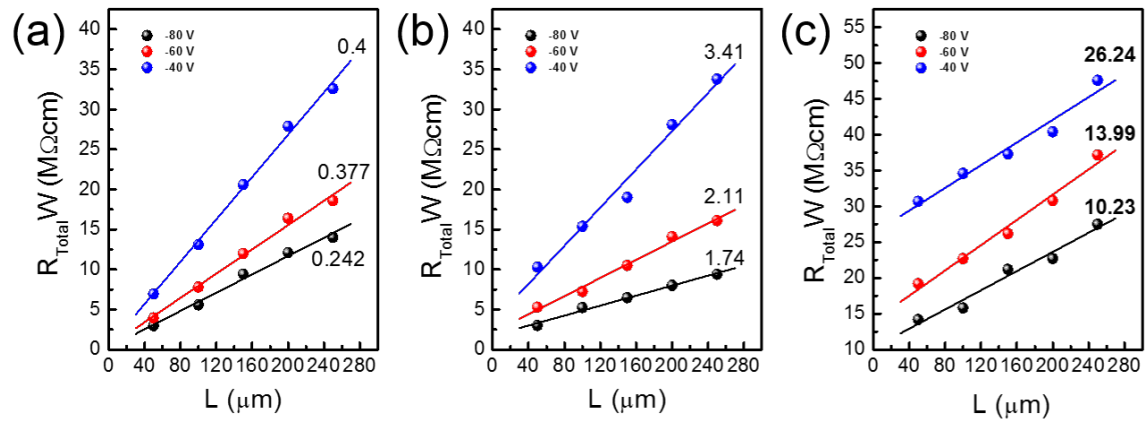 (a)
-80 V
-60 V
-40 V
0.4
0.377
0.242
R_Total W (MΩcm)
40
35
30
25
20
15
10
5
0
0 40 80 120 160 200 240 280
L (μm)
(b)
-80 V
-60 V
-40 V
3.41
2.11
1.74
R_Total W (MΩcm)
40
35
30
25
20
15
10
5
0
0 40 80 120 160 200 240 280
L (μm)
(c)
-80 V
-60 V
-40 V
26.24
13.99
10.23
R_Total W (MΩcm)
55
50
45
40
35
30
25
20
15
10
0 40 80 120 160 200 240 280
L (μm)